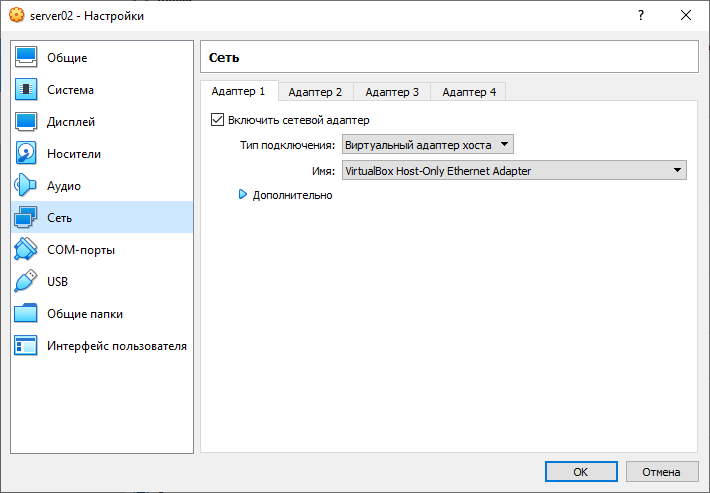 server02 - Настройки
?
Общие
Система
Дисплей
Носители
Аудио
Сеть
COM-порты
USB
Общие папки
Интерфейс пользователя
Сеть
Адаптер 1 Адаптер 2 Адаптер 3 Адаптер 4
Включить сетевой адаптер
Тип подключения: Виртуальный адаптер хоста
Имя: VirtualBox Host-Only Ethernet Adapter
Дополнительно
OK Отмена